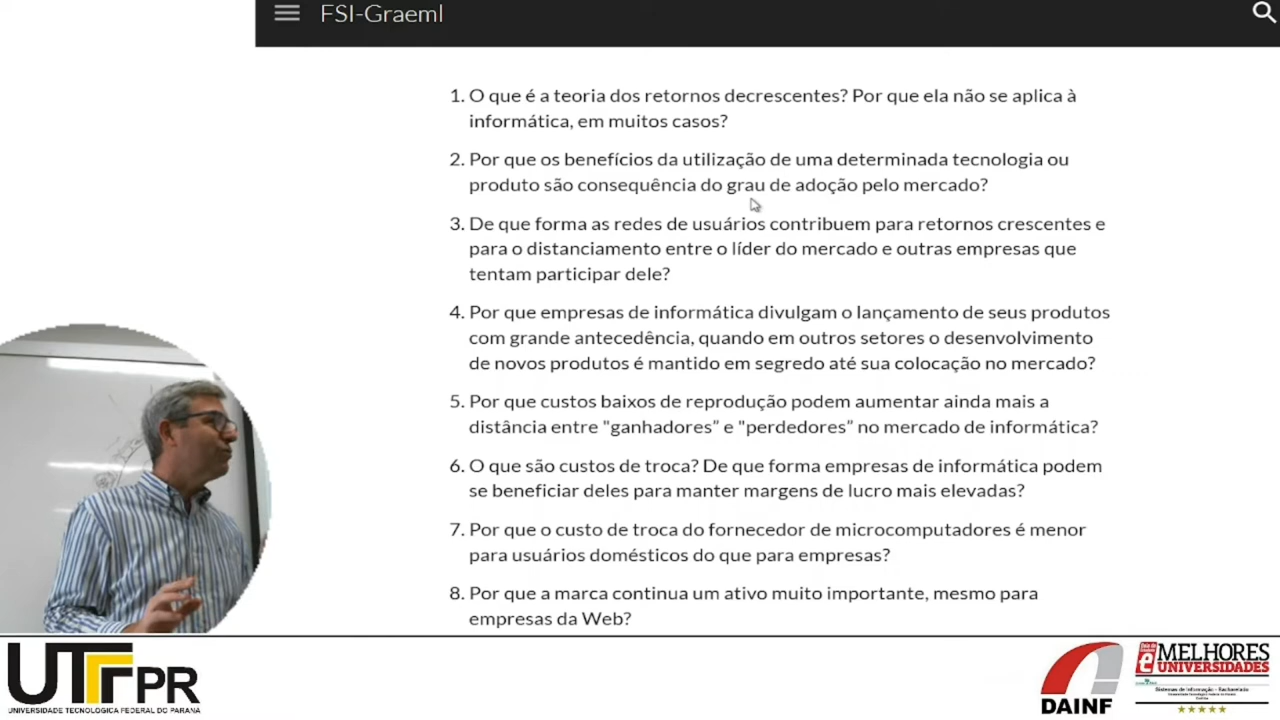 FSI-Graeml
1. O que é a teoria dos retornos decrescentes? Por que ela não se aplica à
informática, em muitos casos?
2. Por que os benefícios da utilização de uma determinada tecnologia ou
produto são consequência do grau de adoção pelo mercado?
3. De que forma as redes de usuários contribuem para retornos crescentes e
para o distanciamento entre o líder do mercado e outras empresas que
tentam participar dele?
4. Por que empresas de informática divulgam o lançamento de seus produtos
com grande antecedência, quando em outros setores o desenvolvimento
de novos produtos é mantido em segredo até sua colocação no mercado?
5. Por que custos baixos de reprodução podem aumentar ainda mais a
distância entre "ganhadores” e "perdedores” no mercado de informática?
6. O que são custos de troca? De que forma empresas de informática podem
se beneficiar deles para manter margens de lucro mais elevadas?
7. Por que o custo de troca do fornecedor de microcomputadores é menor
para usuários domésticos do que para empresas?
8. Por que a marca continua um ativo muito importante, mesmo para
empresas da Web?
UTFPR
UNIVERSIDADE TECNOLÓGICA FEDERAL DO PARANÁ
DAINF
MELHORES
UNIVERSIDADES
Sistemas de Informação - Bacharelado